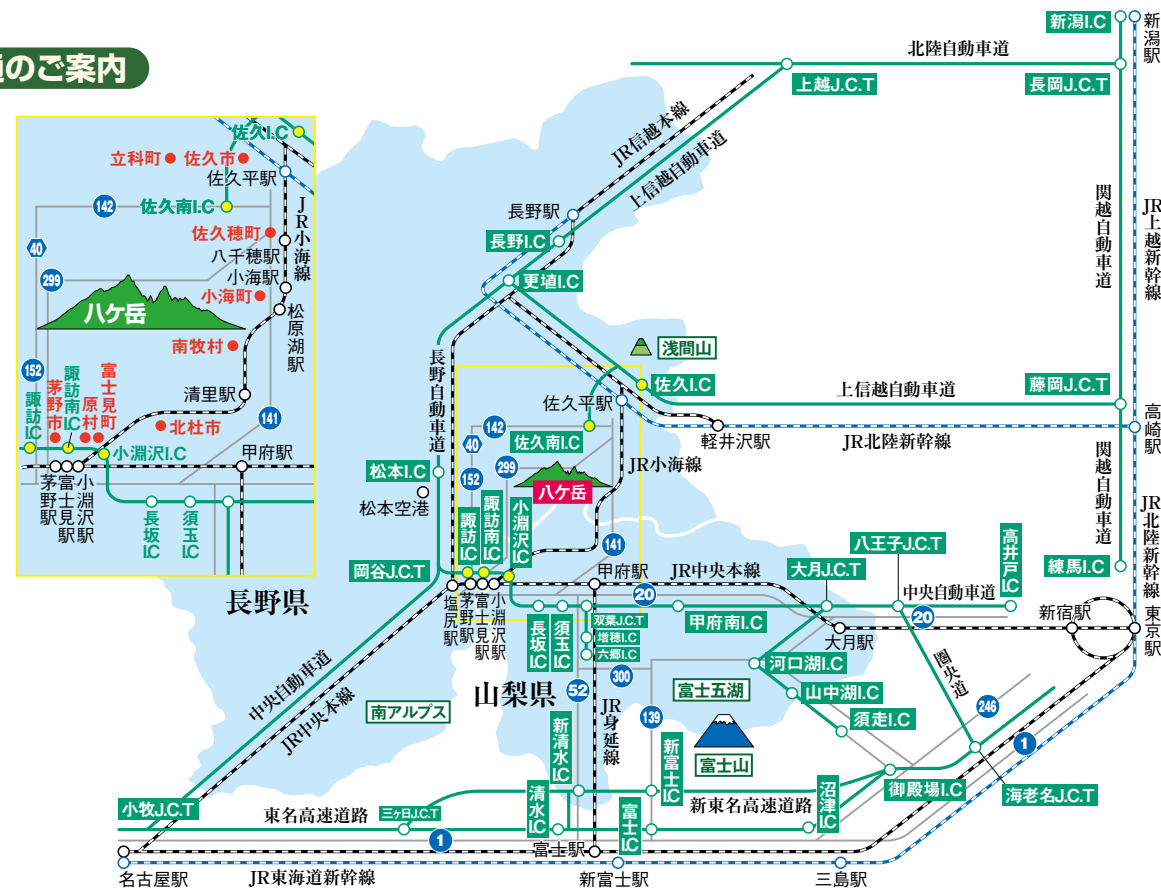 通のご案内
佐久I.C
立科町
佐久市
佐久平駅
142
佐久南I.C
JR小海線
佐久穂町
40
八千穂駅
299
小海駅
小海町
八ケ岳
松原湖駅
南牧村
152
富士見町
諏訪南I.C
茅野市
原村
諏訪I.C
清里駅
141
北杜市
小淵沢I.C
甲府駅
茅野駅
富士見駅
小淵沢駅
長坂I.C
須玉I.C
長野県
新潟I.C
新潟駅
北陸自動車道
上越J.C.T
長岡J.C.T
JR信越本線
上信越自動車道
関越自動車道
JR上越新幹線
長野駅
長野I.C
更埴I.C
長野自動車道
浅間山
佐久I.C
上信越自動車道
藤岡J.C.T
佐久平駅
高崎駅
軽井沢駅
JR北陸新幹線
142
佐久南I.C
40
299
152
JR小海線
八ケ岳
松本I.C
松本空港
関越自動車道
JR北陸新幹線
諏訪I.C
諏訪南I.C
小淵沢I.C
141
八王子J.C.T
高井戸I.C
岡谷J.C.T
甲府駅
JR中央本線
大月J.C.T
練馬I.C
塩尻駅
茅野駅
富士見駅
小淵沢駅
20
中央自動車道
20
新宿駅
東京駅
長坂I.C
須玉I.C
双葉J.C.T
増穂I.C
六郷I.C
甲府南I.C
大月駅
河口湖I.C
圏央道
中央自動車道
JR中央本線
山梨県
52
300
富士五湖
山中湖I.C
南アルプス
JR身延線
139
須走I.C
246
1
新清水I.C
新富士I.C
富士山
小牧J.C.T
東名高速道路
三ヶ日J.C.T
清水I.C
富士I.C
新東名高速道路
沼津I.C
御殿場I.C
海老名J.C.T
1
富士駅
名古屋駅
JR東海道新幹線
新富士駅
三島駅